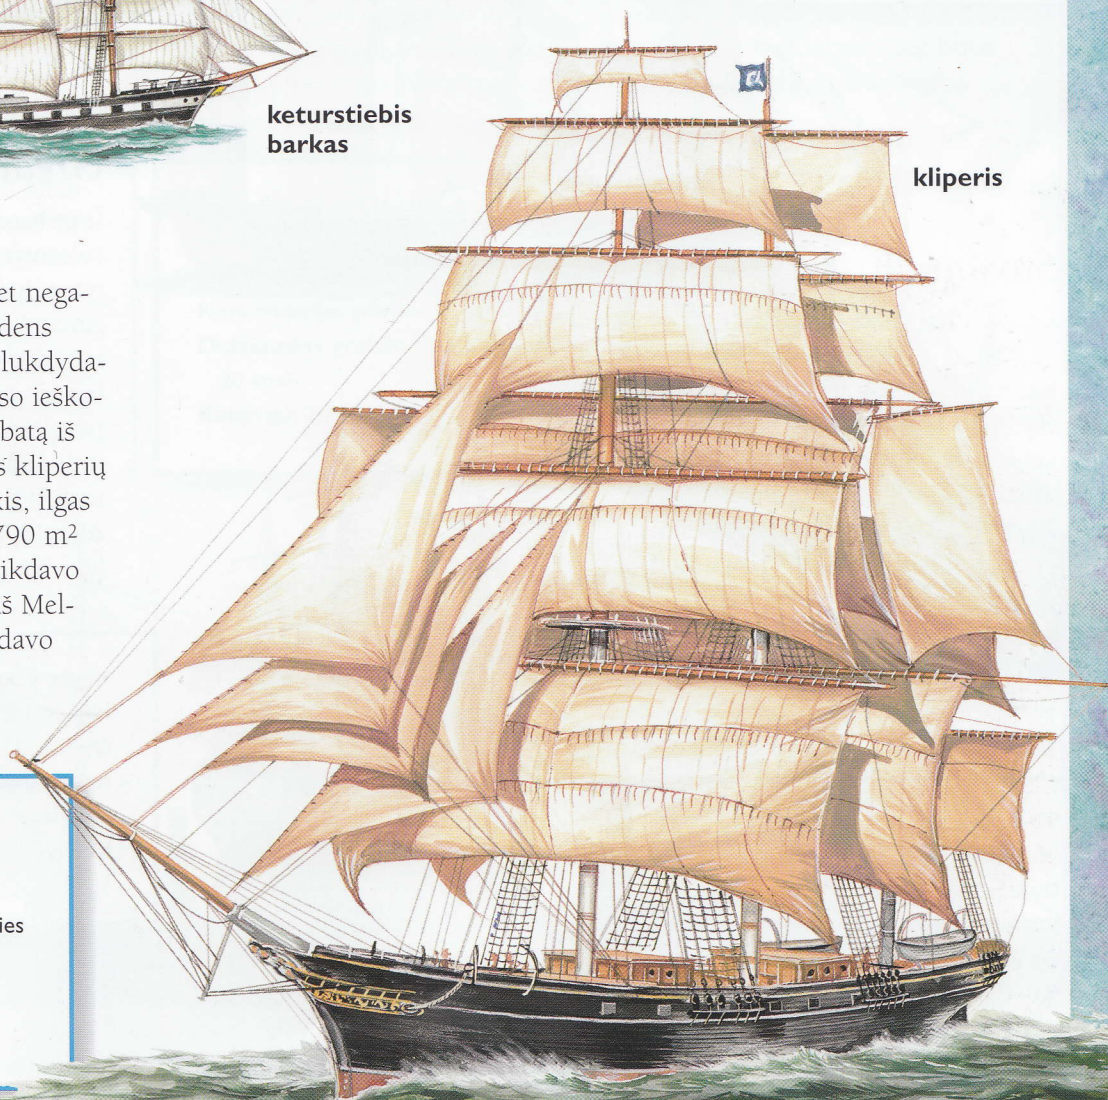 keturstiebis
barkas
kliperis
et nega-
dens
lukdyda-
so ieško-
batą iš
s kliperių
kis, ilgas
790 m²
ikdavo
iš Mel-
davo
ies